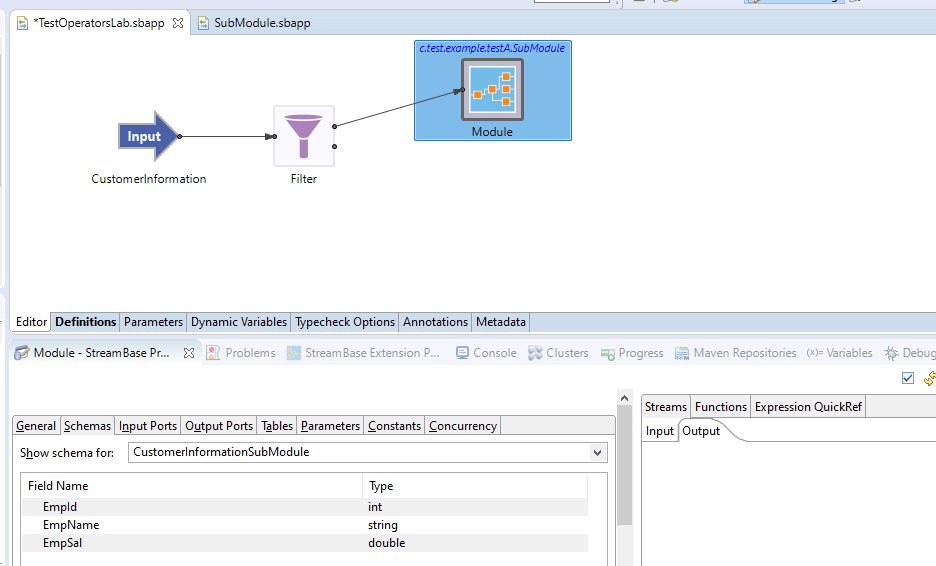 *TestOperatorsLab.sbapp SubModule.sbapp
c.test.example.testA.SubModule
Input
Module
CustomerInformation
Filter
Editor Definitions Parameters Dynamic Variables Typecheck Options Annotations Metadata
Module - StreamBase Pr... Problems StreamBase Extension P... Console Clusters Progress Maven Repositories (x)= Variables Debug
General Schemas Input Ports Output Ports Tables Parameters Constants Concurrency
Streams Functions Expression QuickRef
Input Output
Show schema for: CustomerInformationSubModule
Field Name Type
EmpId int
EmpName string
EmpSal double